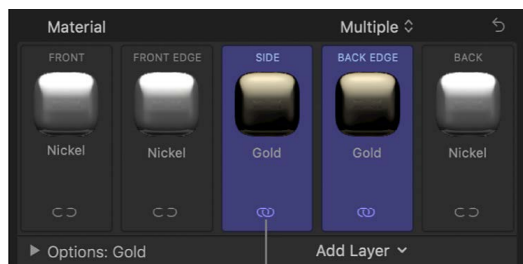 Material Multiple
FRONT FRONT EDGE SIDE BACK EDGE BACK
Nickel Nickel Gold Gold Nickel
Options: Gold Add Layer